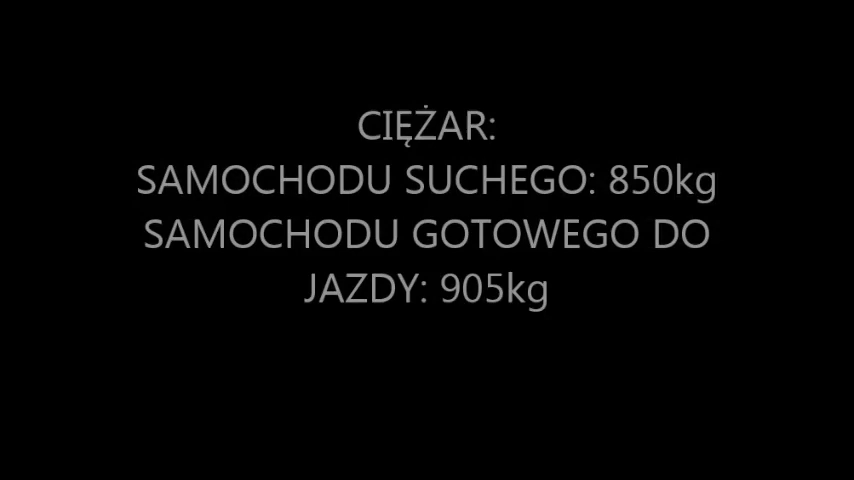 CIĘŻAR:
SAMOCHODU SUCHEGO: 850kg
SAMOCHODU GOTOWEGO DO
JAZDY: 905kg